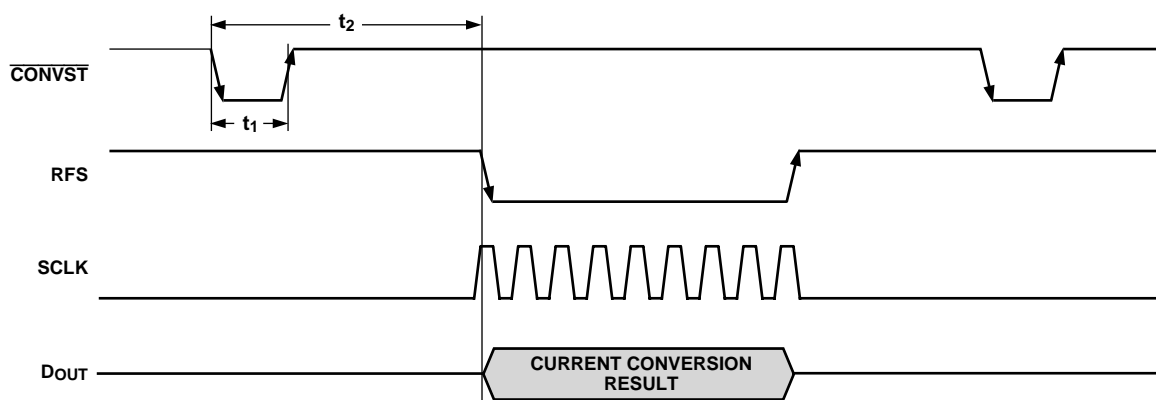 t2
CONVST
t1
RFS
SCLK
DOUT
CURRENT CONVERSION
RESULT